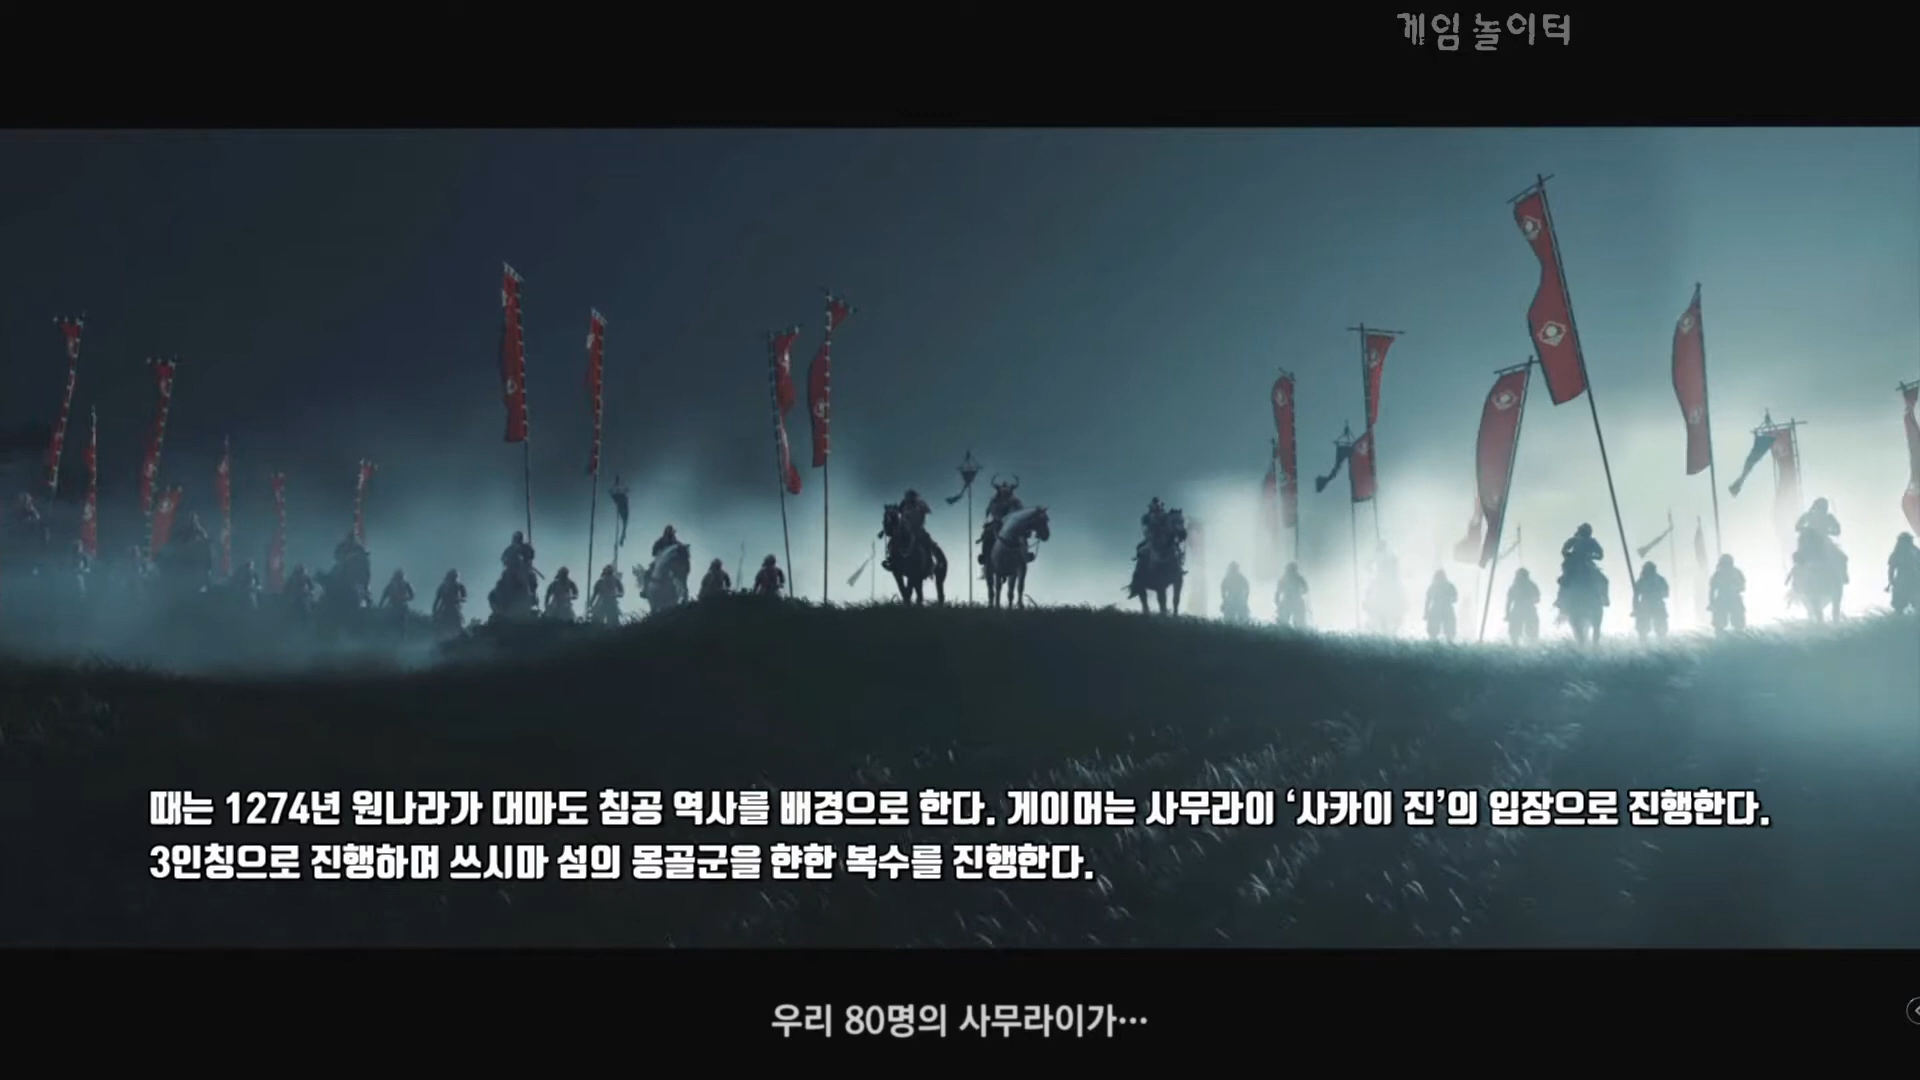 게임 놀이터
때는 1274년 원나라가 대마도 침공 역사를 배경으로 한다. 게이머는 사무라이 ‘사카이 진’의 입장으로 진행한다.
3인칭으로 진행하며 쓰시마 섬의 몽골군을 햔한 복수를 진행한다.
우리 80명의 사무라이가…